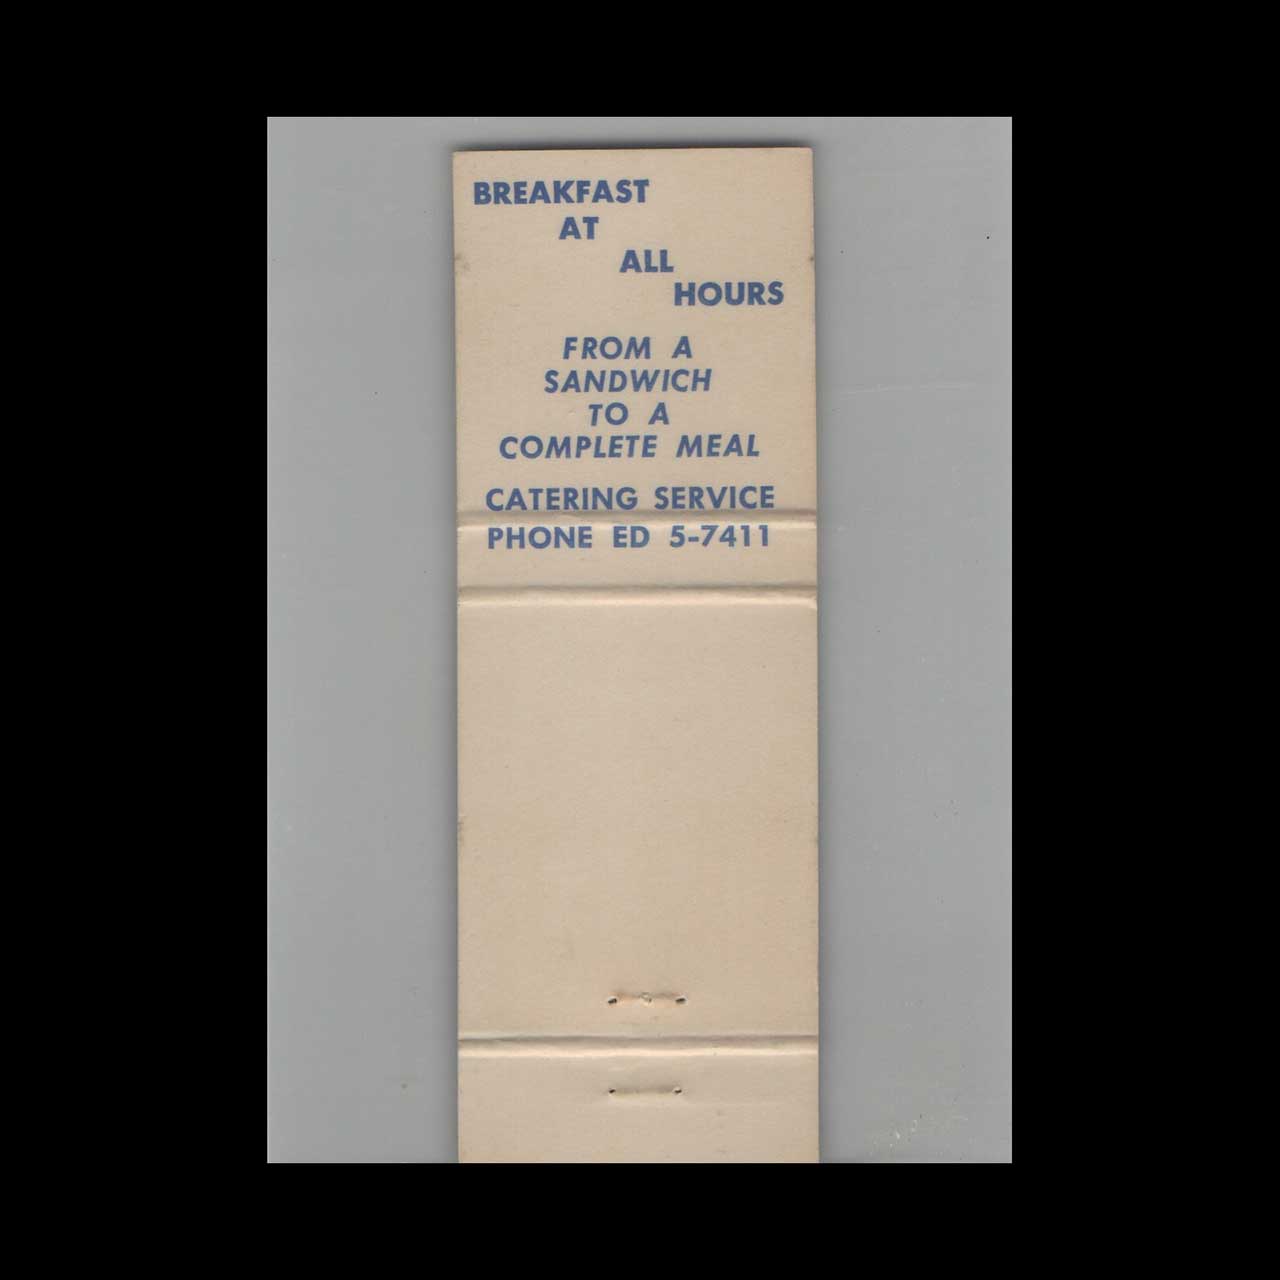 BREAKFAST
AT
ALL
HOURS
FROM A
SANDWICH
TO A
COMPLETE MEAL
CATERING SERVICE
PHONE ED 5-7411